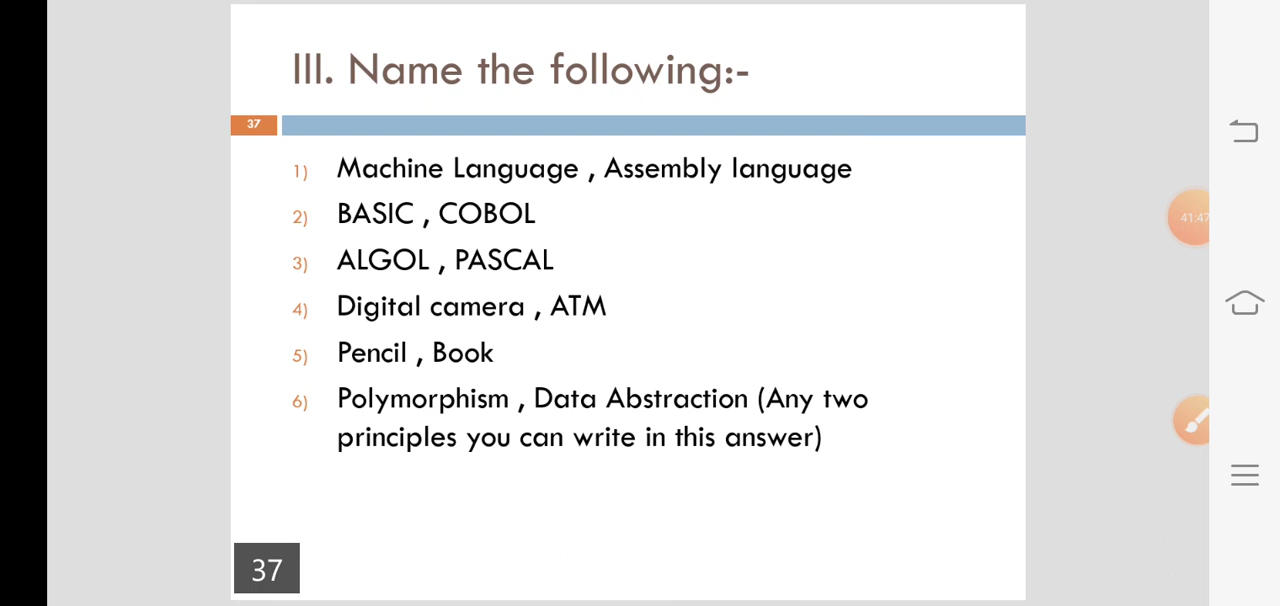 III. Name the following:-
37
1) Machine Language , Assembly language
2) BASIC , COBOL
3) ALGOL , PASCAL
4) Digital camera , ATM
5) Pencil , Book
6) Polymorphism , Data Abstraction (Any two
principles you can write in this answer)
37
41:47